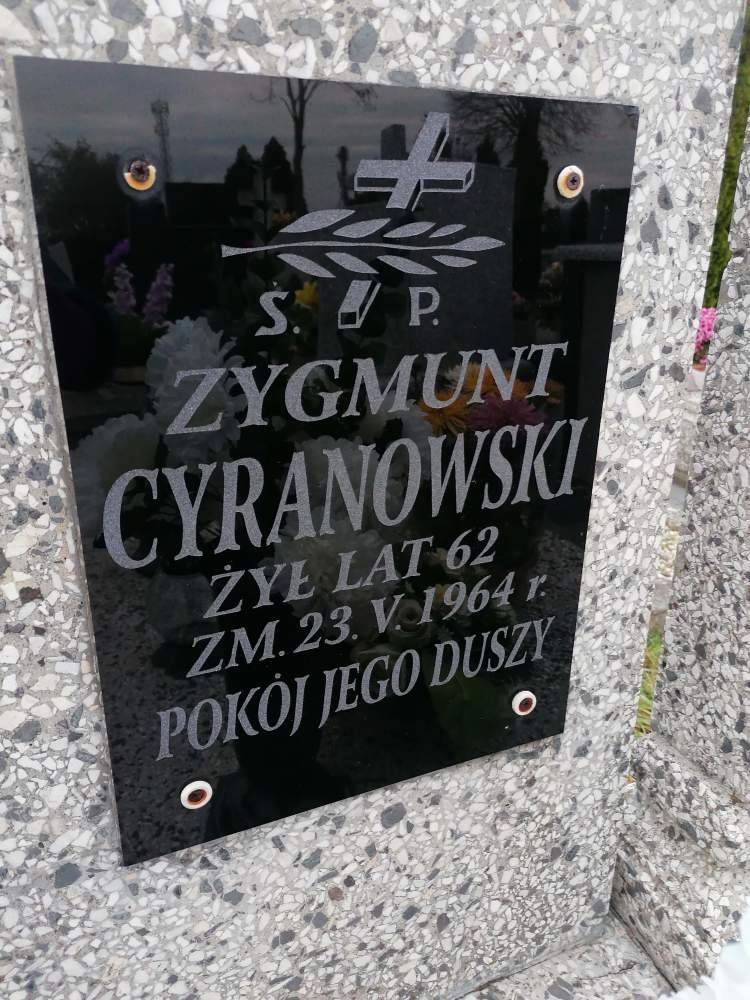 Ś. P.
ZYGMUNT
CYRANOWSKI
ŻYŁ LAT 62
ZM. 23. V. 1964 r.
POKÓJ JEGO DUSZY